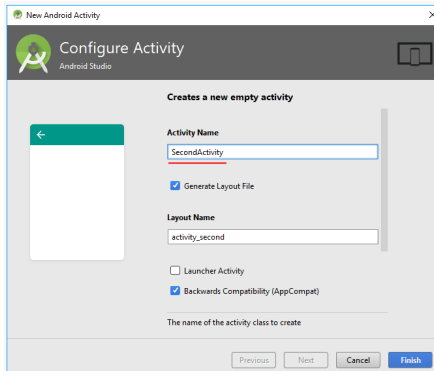 New Android Activity
Configure Activity
Android Studio
Creates a new empty activity
Activity Name
SecondActivity
Generate Layout File
Layout Name
activity_second
Launcher Activity
Backwards Compatibility (AppCompat)
The name of the activity class to create
Previous Next Cancel Finish